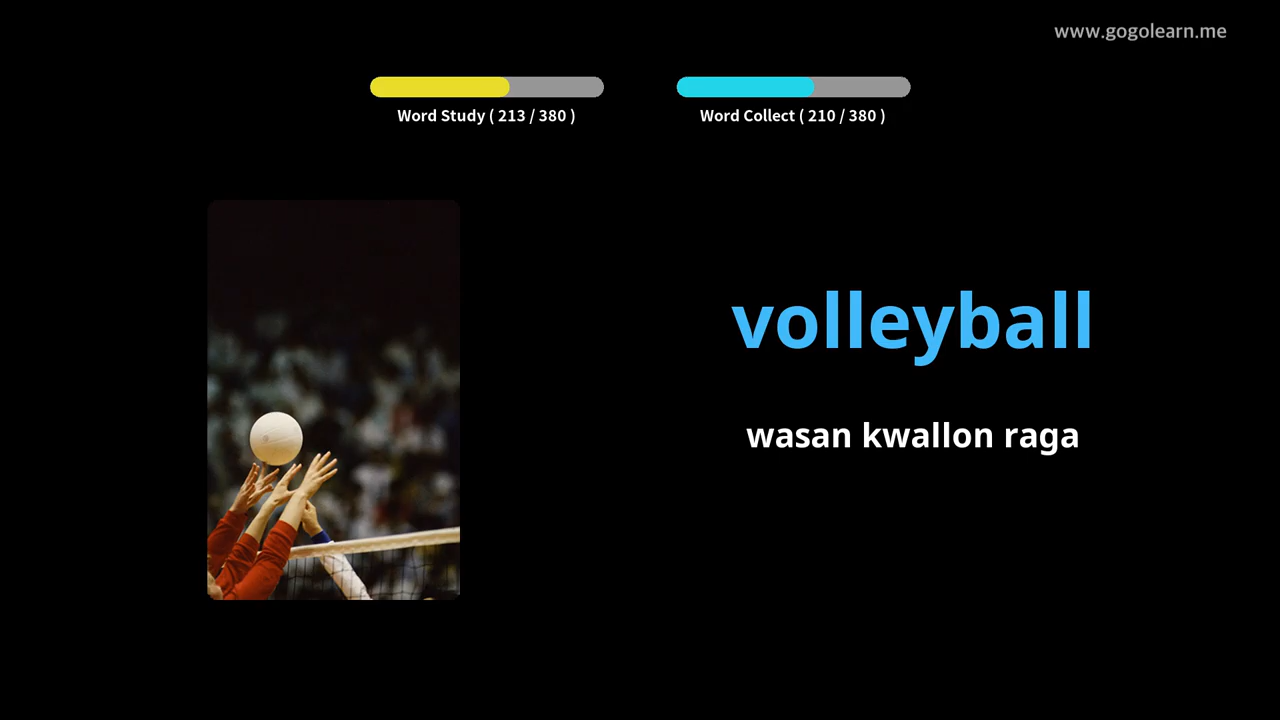 www.gogolearn.me
Word Study ( 213 / 380 )
Word Collect ( 210 / 380 )
volleyball
wasan kwallon raga